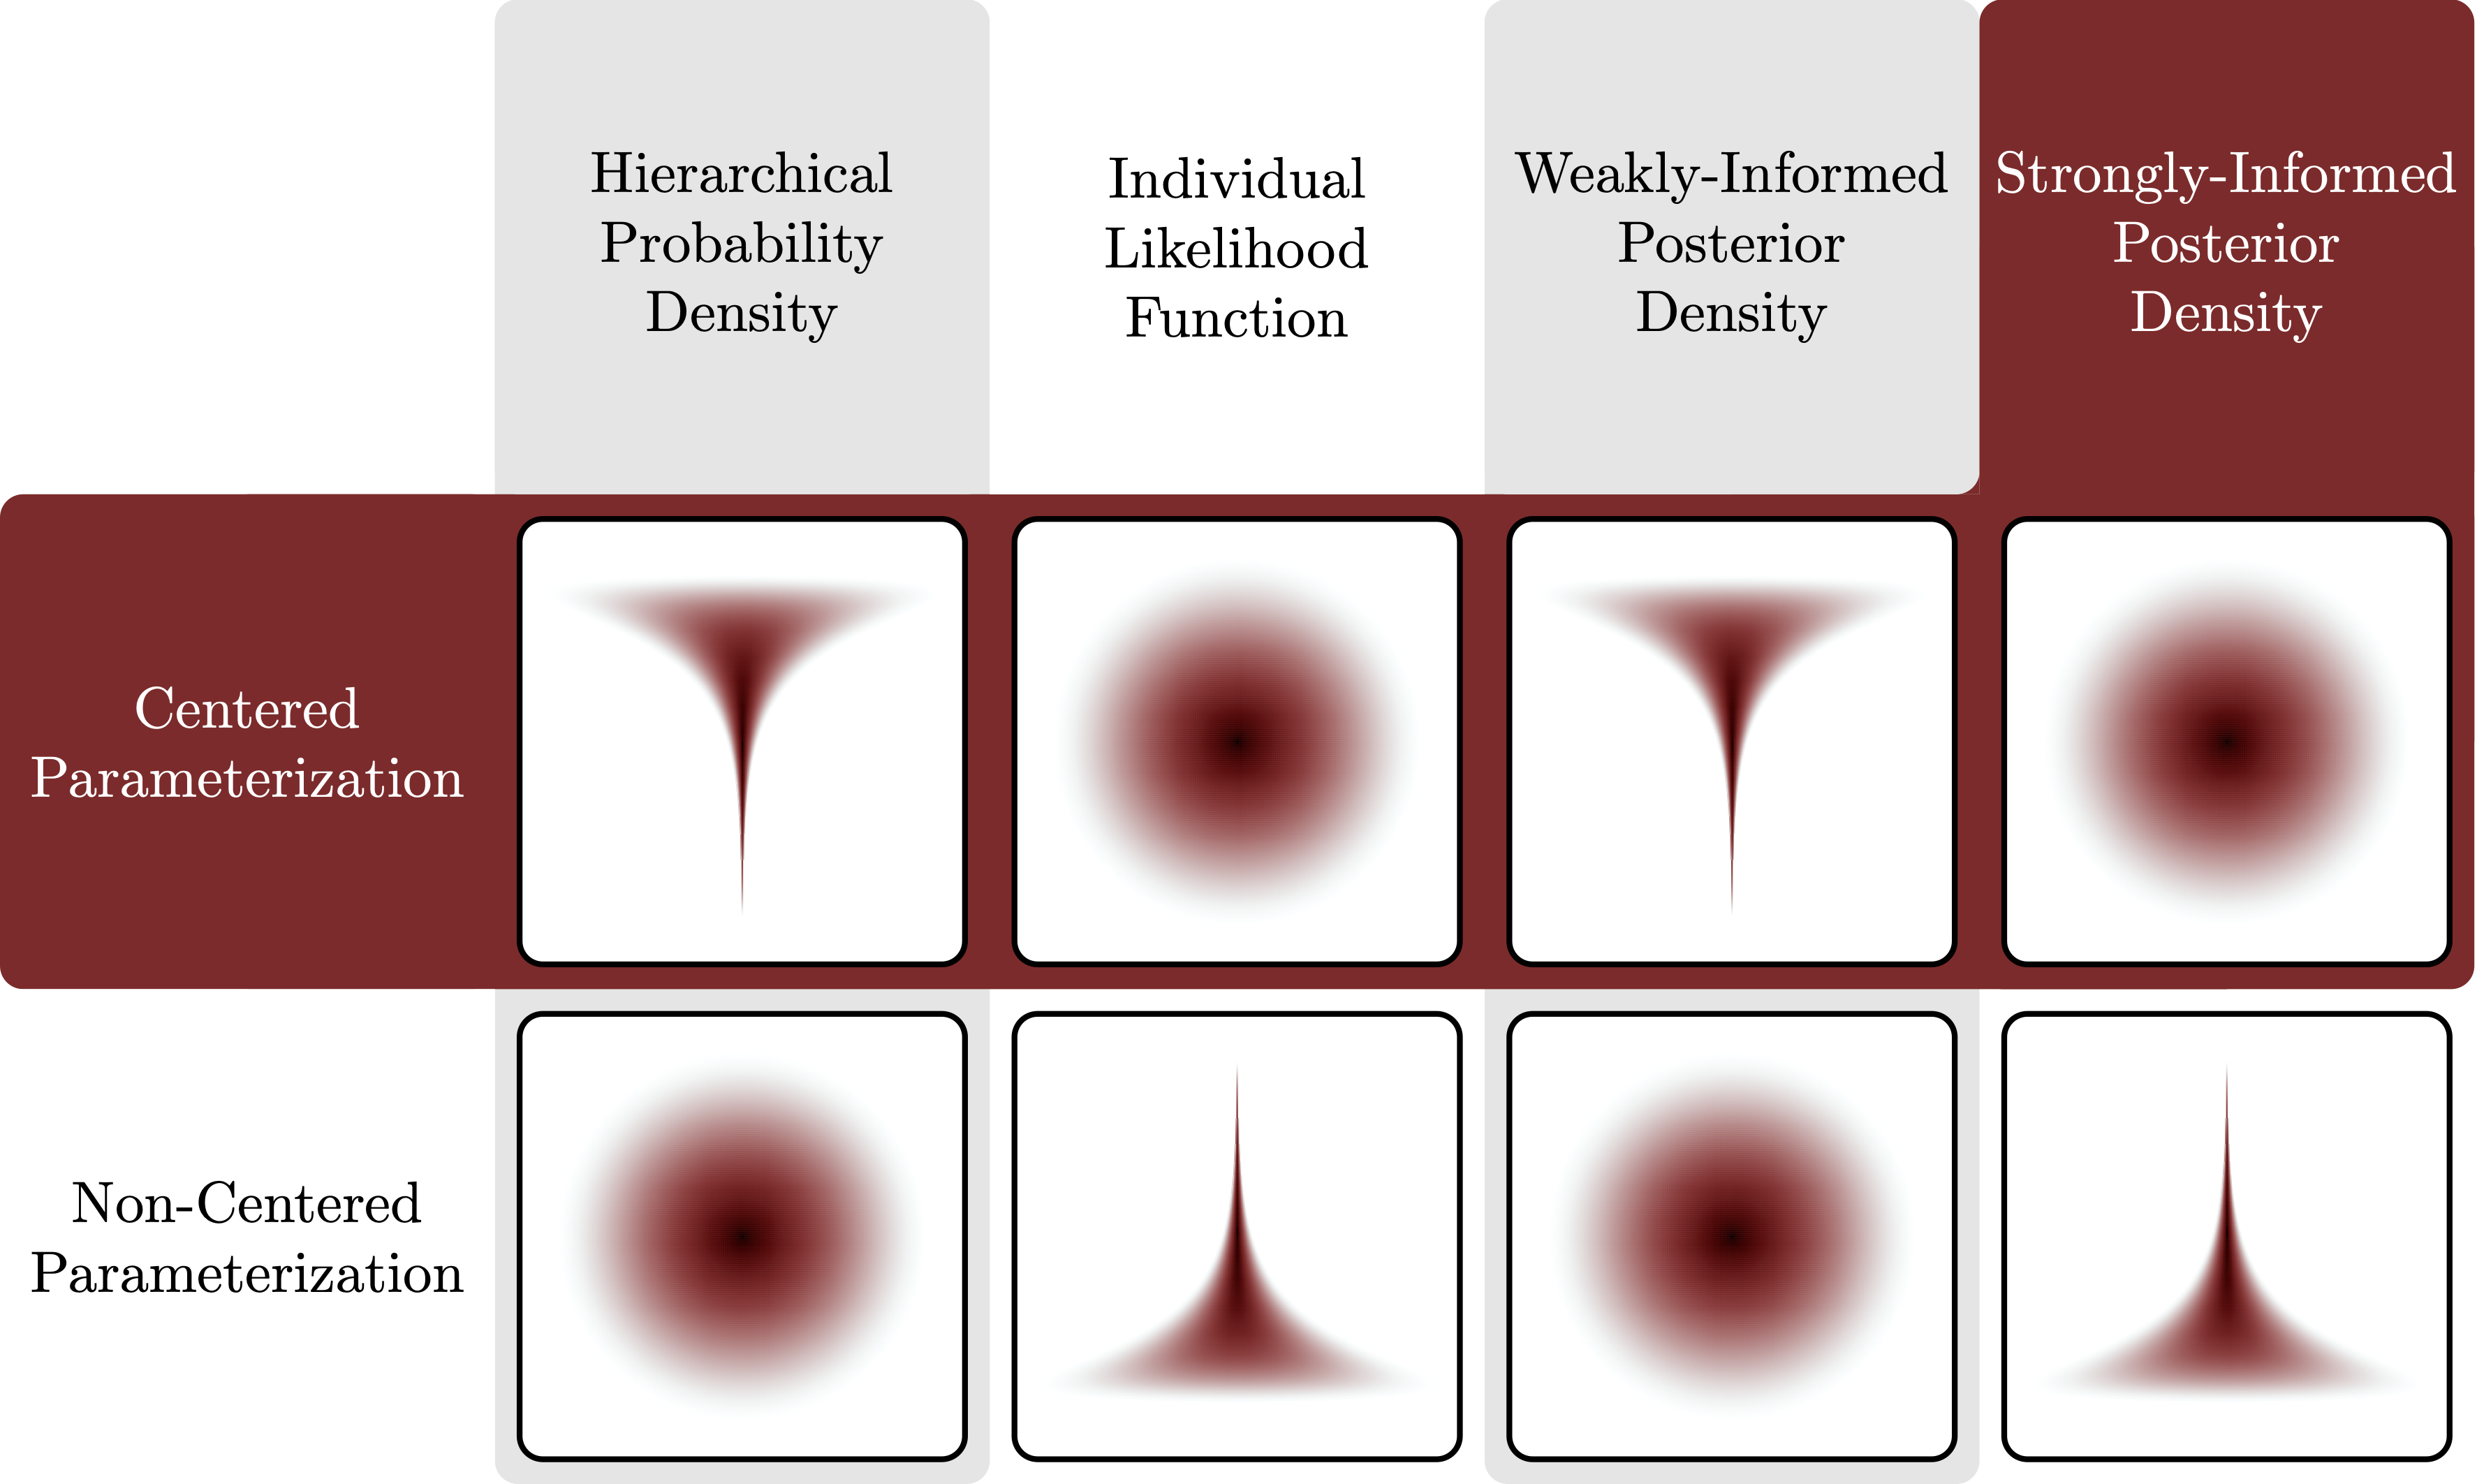 Hierarchical
Probability
Density
Individual
Likelihood
Function
Weakly-Informed
Posterior
Density
Strongly-Informed
Posterior
Density
Centered
Parameterization
Non-Centered
Parameterization